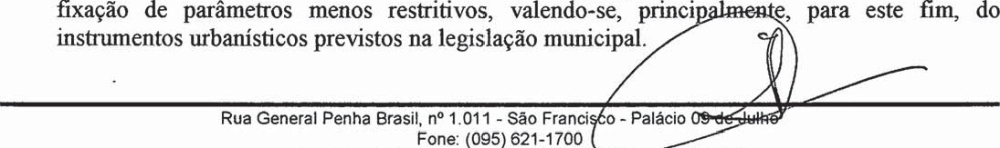 fixação de parâmetros menos restritivos, valendo-se, principalmente, para este fim, do
instrumentos urbanísticos previstos na legislação municipal.
Rua General Penha Brasil, nº 1.011 - São Francisco - Palácio 09 de Julho
Fone: (095) 621-1700